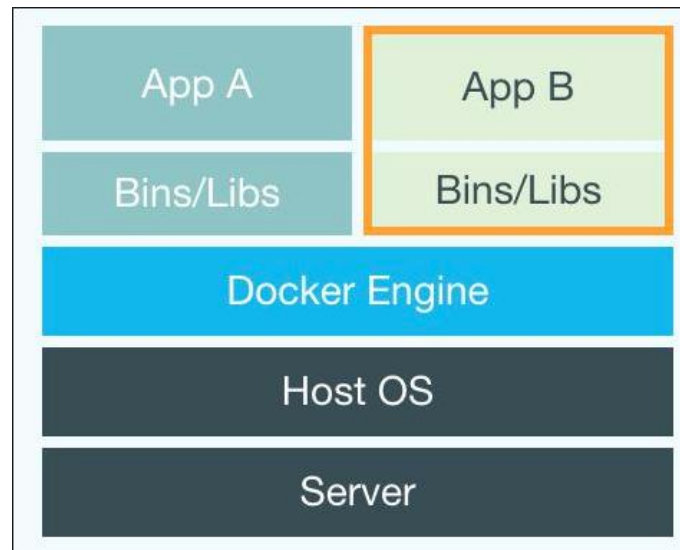 App A
App B
Bins/Libs
Bins/Libs
Docker Engine
Host OS
Server